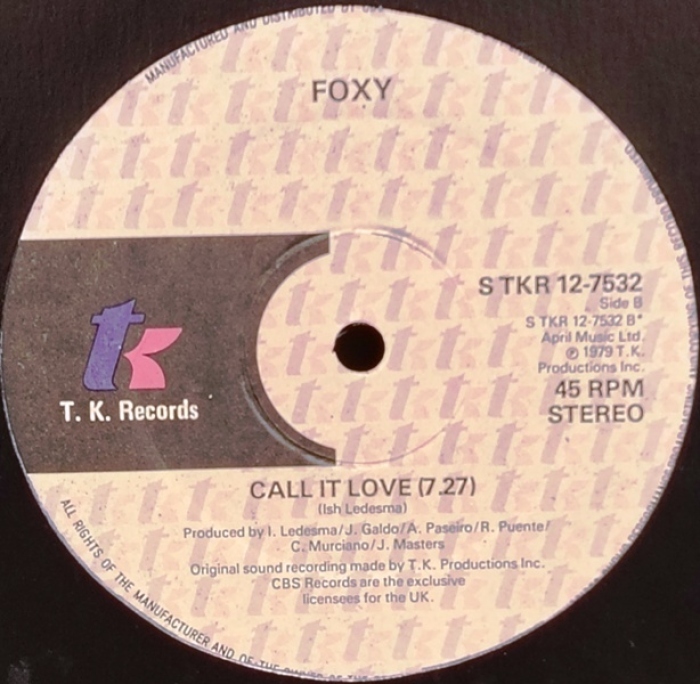 MANUFACTURED AND DISTRIBUTED BY CBS
FOXY
S TKR 12-7532
Side B
S TKR 12-7532 B*
April Music Ltd.
℗ 1979 T.K.
Productions Inc.
45 RPM
STEREO
tk
T. K. Records
CALL IT LOVE (7.27)
(Ish Ledesma)
Produced by I. Ledesma/J. Galdo/A. Paseiro/R. Puente/
C. Murciano/J. Masters
Original sound recording made by T.K. Productions Inc.
CBS Records are the exclusive
licensees for the UK.
ALL RIGHTS OF THE MANUFACTURER AND OF THE